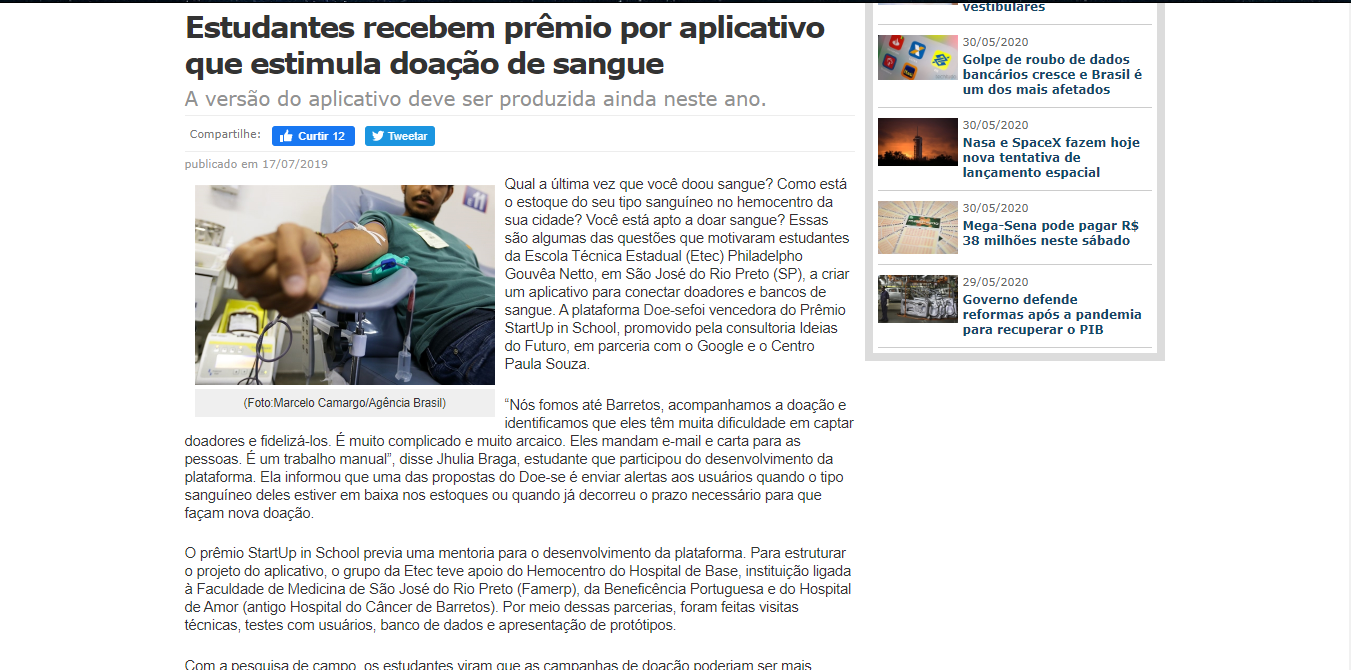 Estudantes recebem prêmio por aplicativo
que estimula doação de sangue
A versão do aplicativo deve ser produzida ainda neste ano.
Compartilhe: Curtir 12 Tweetar
publicado em 17/07/2019
(Foto:Marcelo Camargo/Agência Brasil)
Qual a última vez que você doou sangue? Como está
o estoque do seu tipo sanguíneo no hemocentro da
sua cidade? Você está apto a doar sangue? Essas
são algumas das questões que motivaram estudantes
da Escola Técnica Estadual (Etec) Philadelpho
Gouvêa Netto, em São José do Rio Preto (SP), a criar
um aplicativo para conectar doadores e bancos de
sangue. A plataforma Doe-sefoi vencedora do Prêmio
StartUp in School, promovido pela consultoria Ideias
do Futuro, em parceria com o Google e o Centro
Paula Souza.
“Nós fomos até Barretos, acompanhamos a doação e
identificamos que eles têm muita dificuldade em captar
doadores e fidelizá-los. É muito complicado e muito arcaico. Eles mandam e-mail e carta para as
pessoas. É um trabalho manual”, disse Jhulia Braga, estudante que participou do desenvolvimento da
plataforma. Ela informou que uma das propostas do Doe-se é enviar alertas aos usuários quando o tipo
sanguíneo deles estiver em baixa nos estoques ou quando já decorreu o prazo necessário para que
façam nova doação.
O prêmio StartUp in School previa uma mentoria para o desenvolvimento da plataforma. Para estruturar
o projeto do aplicativo, o grupo da Etec teve apoio do Hemocentro do Hospital de Base, instituição ligada
à Faculdade de Medicina de São José do Rio Preto (Famerp), da Beneficência Portuguesa e do Hospital
de Amor (antigo Hospital do Câncer de Barretos). Por meio dessas parcerias, foram feitas visitas
técnicas, testes com usuários, banco de dados e apresentação de protótipos.
Com a pesquisa de campo, os estudantes viram que as campanhas de doação poderiam ser mais
vestibulares
30/05/2020
Golpe de roubo de dados
bancários cresce e Brasil é
um dos mais afetados
30/05/2020
Nasa e SpaceX fazem hoje
nova tentativa de
lançamento espacial
30/05/2020
Mega-Sena pode pagar R$
38 milhões neste sábado
29/05/2020
Governo defende
reformas após a pandemia
para recuperar o PIB